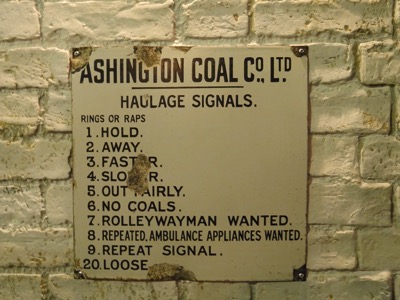 ASHINGTON COAL CO., LTD
HAULAGE SIGNALS.
RINGS OR RAPS
1. HOLD.
2. AWAY.
3. FASTER.
4. SLOWER.
5. OUT FAIRLY.
6. NO COALS.
7. ROLLEYWAYMAN WANTED.
8. REPEATED, AMBULANCE APPLIANCES WANTED.
9. REPEAT SIGNAL.
20. LOOSE